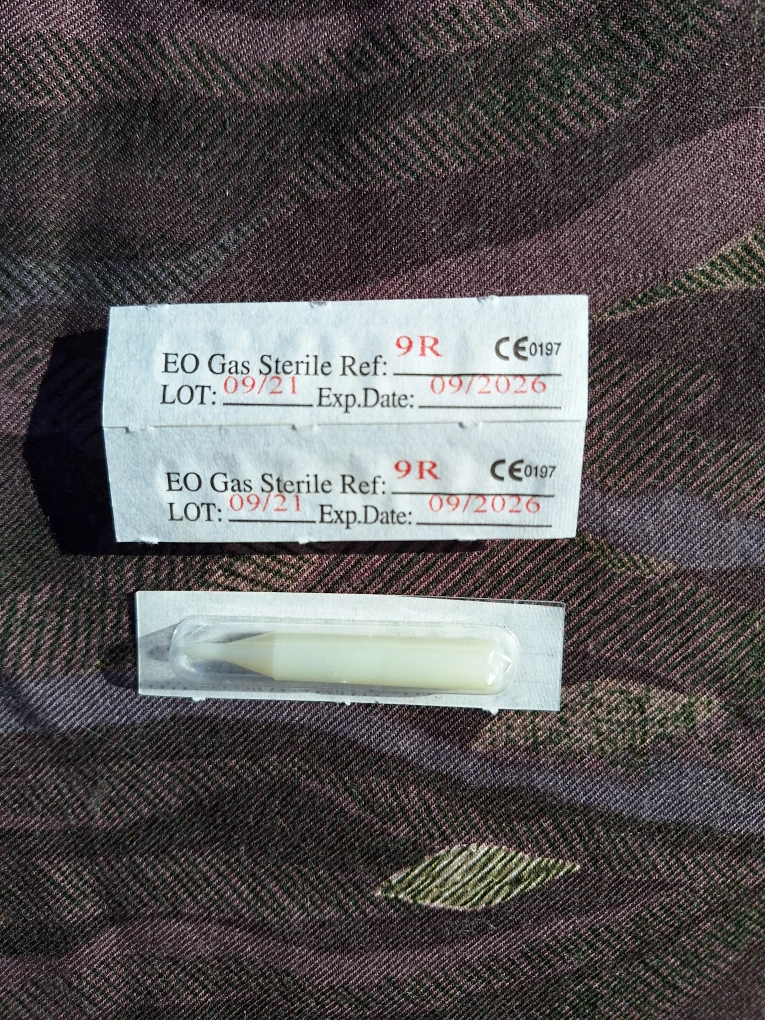 9R CE0197
EO Gas Sterile Ref:
09/21 09/2026
LOT: Exp.Date:
9R CE0197
EO Gas Sterile Ref:
09/21 09/2026
LOT: Exp.Date: